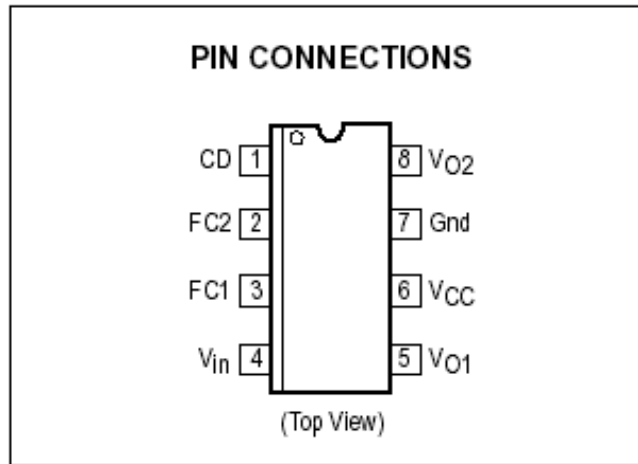 PIN CONNECTIONS
CD 1 8 VO2
FC2 2 7 Gnd
FC1 3 6 VCC
Vin 4 5 VO1
(Top View)